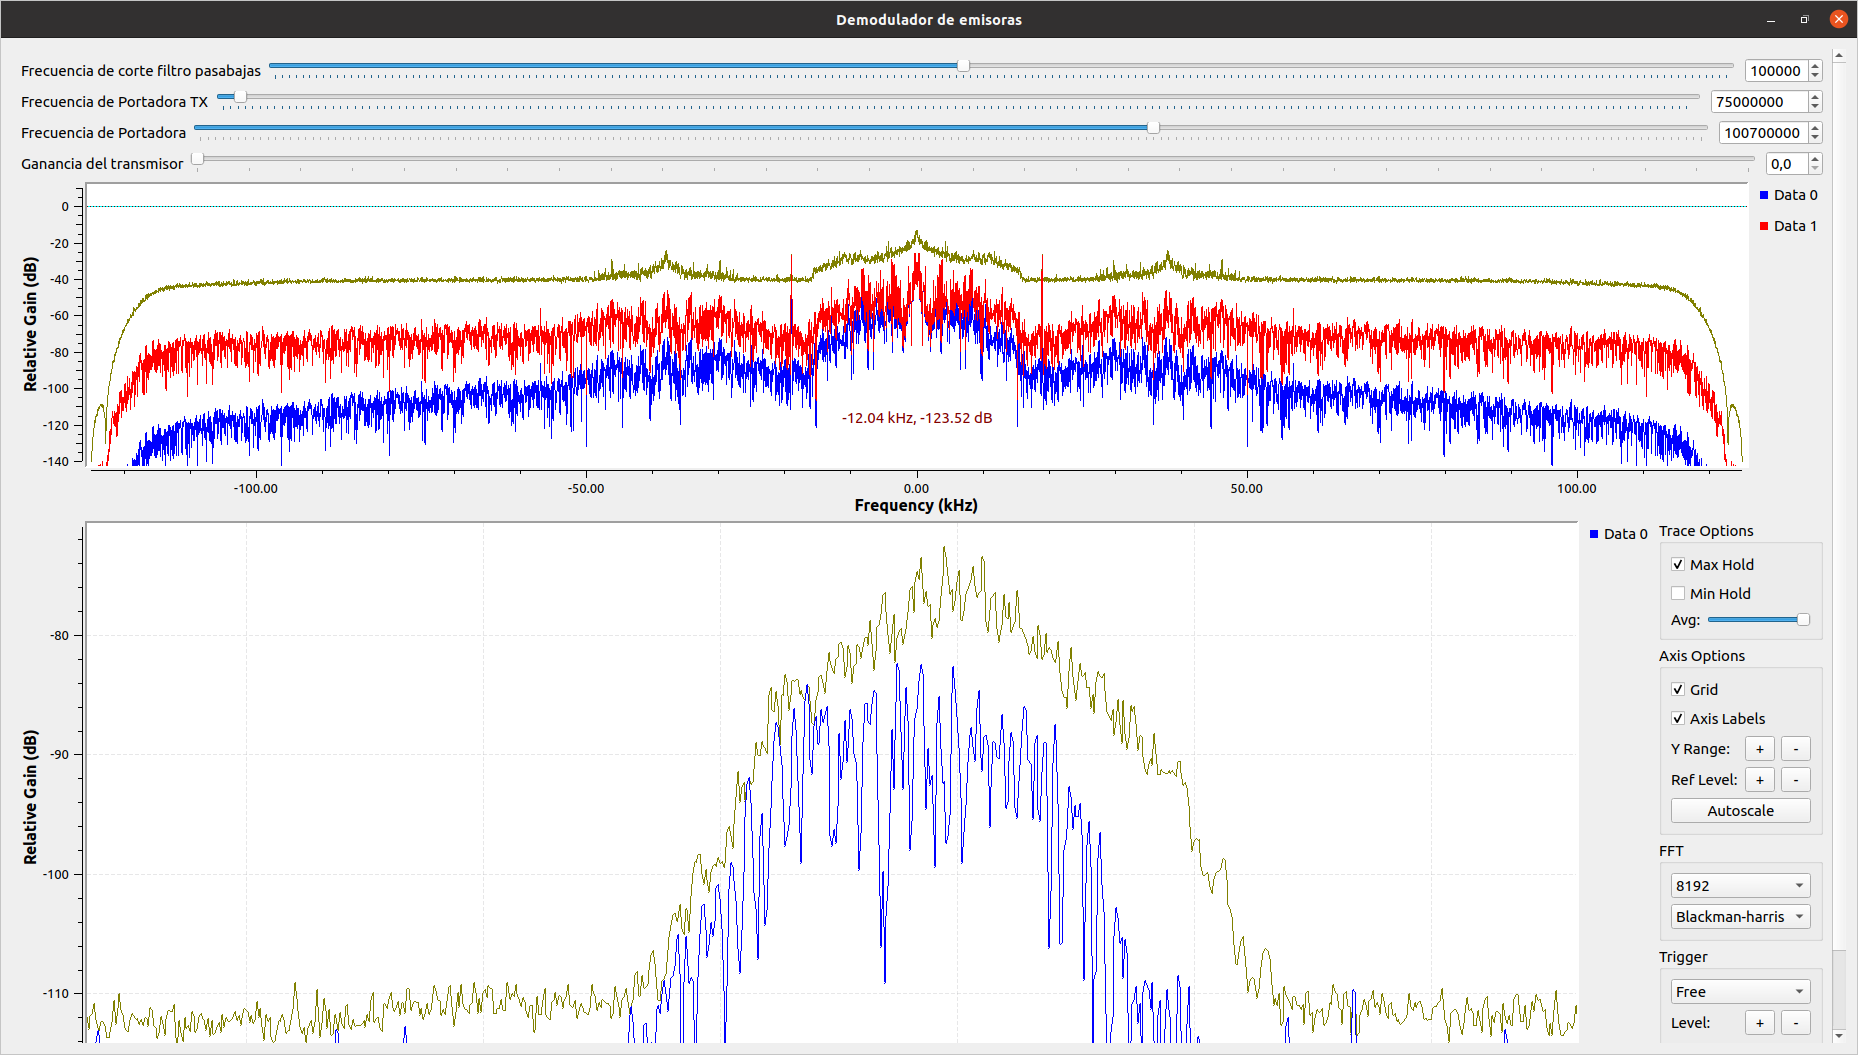 Demodulador de emisoras
Frecuencia de corte filtro pasabajas 100000
Frecuencia de Portadora TX 75000000
Frecuencia de Portadora 100700000
Ganancia del transmisor 0,0
Data 0
Data 1
Relative Gain (dB)
0
-20
-40
-60
-80
-100
-120
-140
-12.04 kHz, -123.52 dB
-100.00 -50.00 0.00 50.00 100.00
Frequency (kHz)
Data 0
Relative Gain (dB)
-80
-90
-100
-110
Trace Options
Max Hold
Min Hold
Avg:
Axis Options
Grid
Axis Labels
Y Range: + -
Ref Level: + -
Autoscale
FFT
8192
Blackman-harris
Trigger
Free
Level: + -